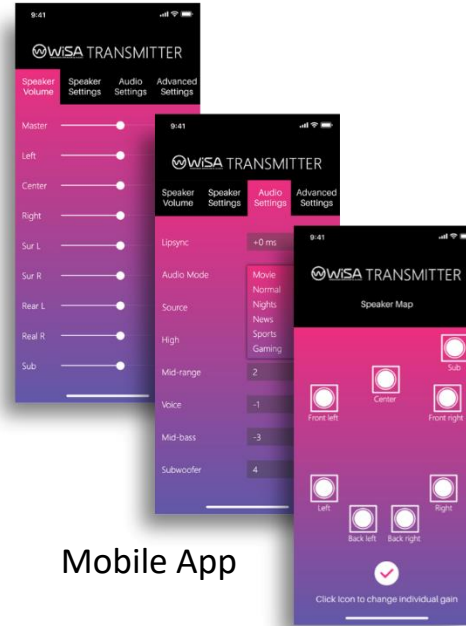 9:41
WiSA TRANSMITTER
Speaker Volume
Speaker Settings
Audio Settings
Advanced Settings
Master
Left
Center
Right
Sur L
Sur R
Rear L
Real R
Sub
9:41
WiSA TRANSMITTER
Speaker Volume
Speaker Settings
Audio Settings
Advanced Settings
Lipsync
+0 ms
Audio Mode
Movie
Normal
Nights
News
Sports
Gaming
Source
High
Mid-range
2
Voice
-1
Mid-bass
-3
Subwoofer
4
9:41
WiSA TRANSMITTER
Speaker Map
Sub
Center
Front left
Front right
Left
Right
Back left
Back right
Click Icon to change individual gain
Mobile App